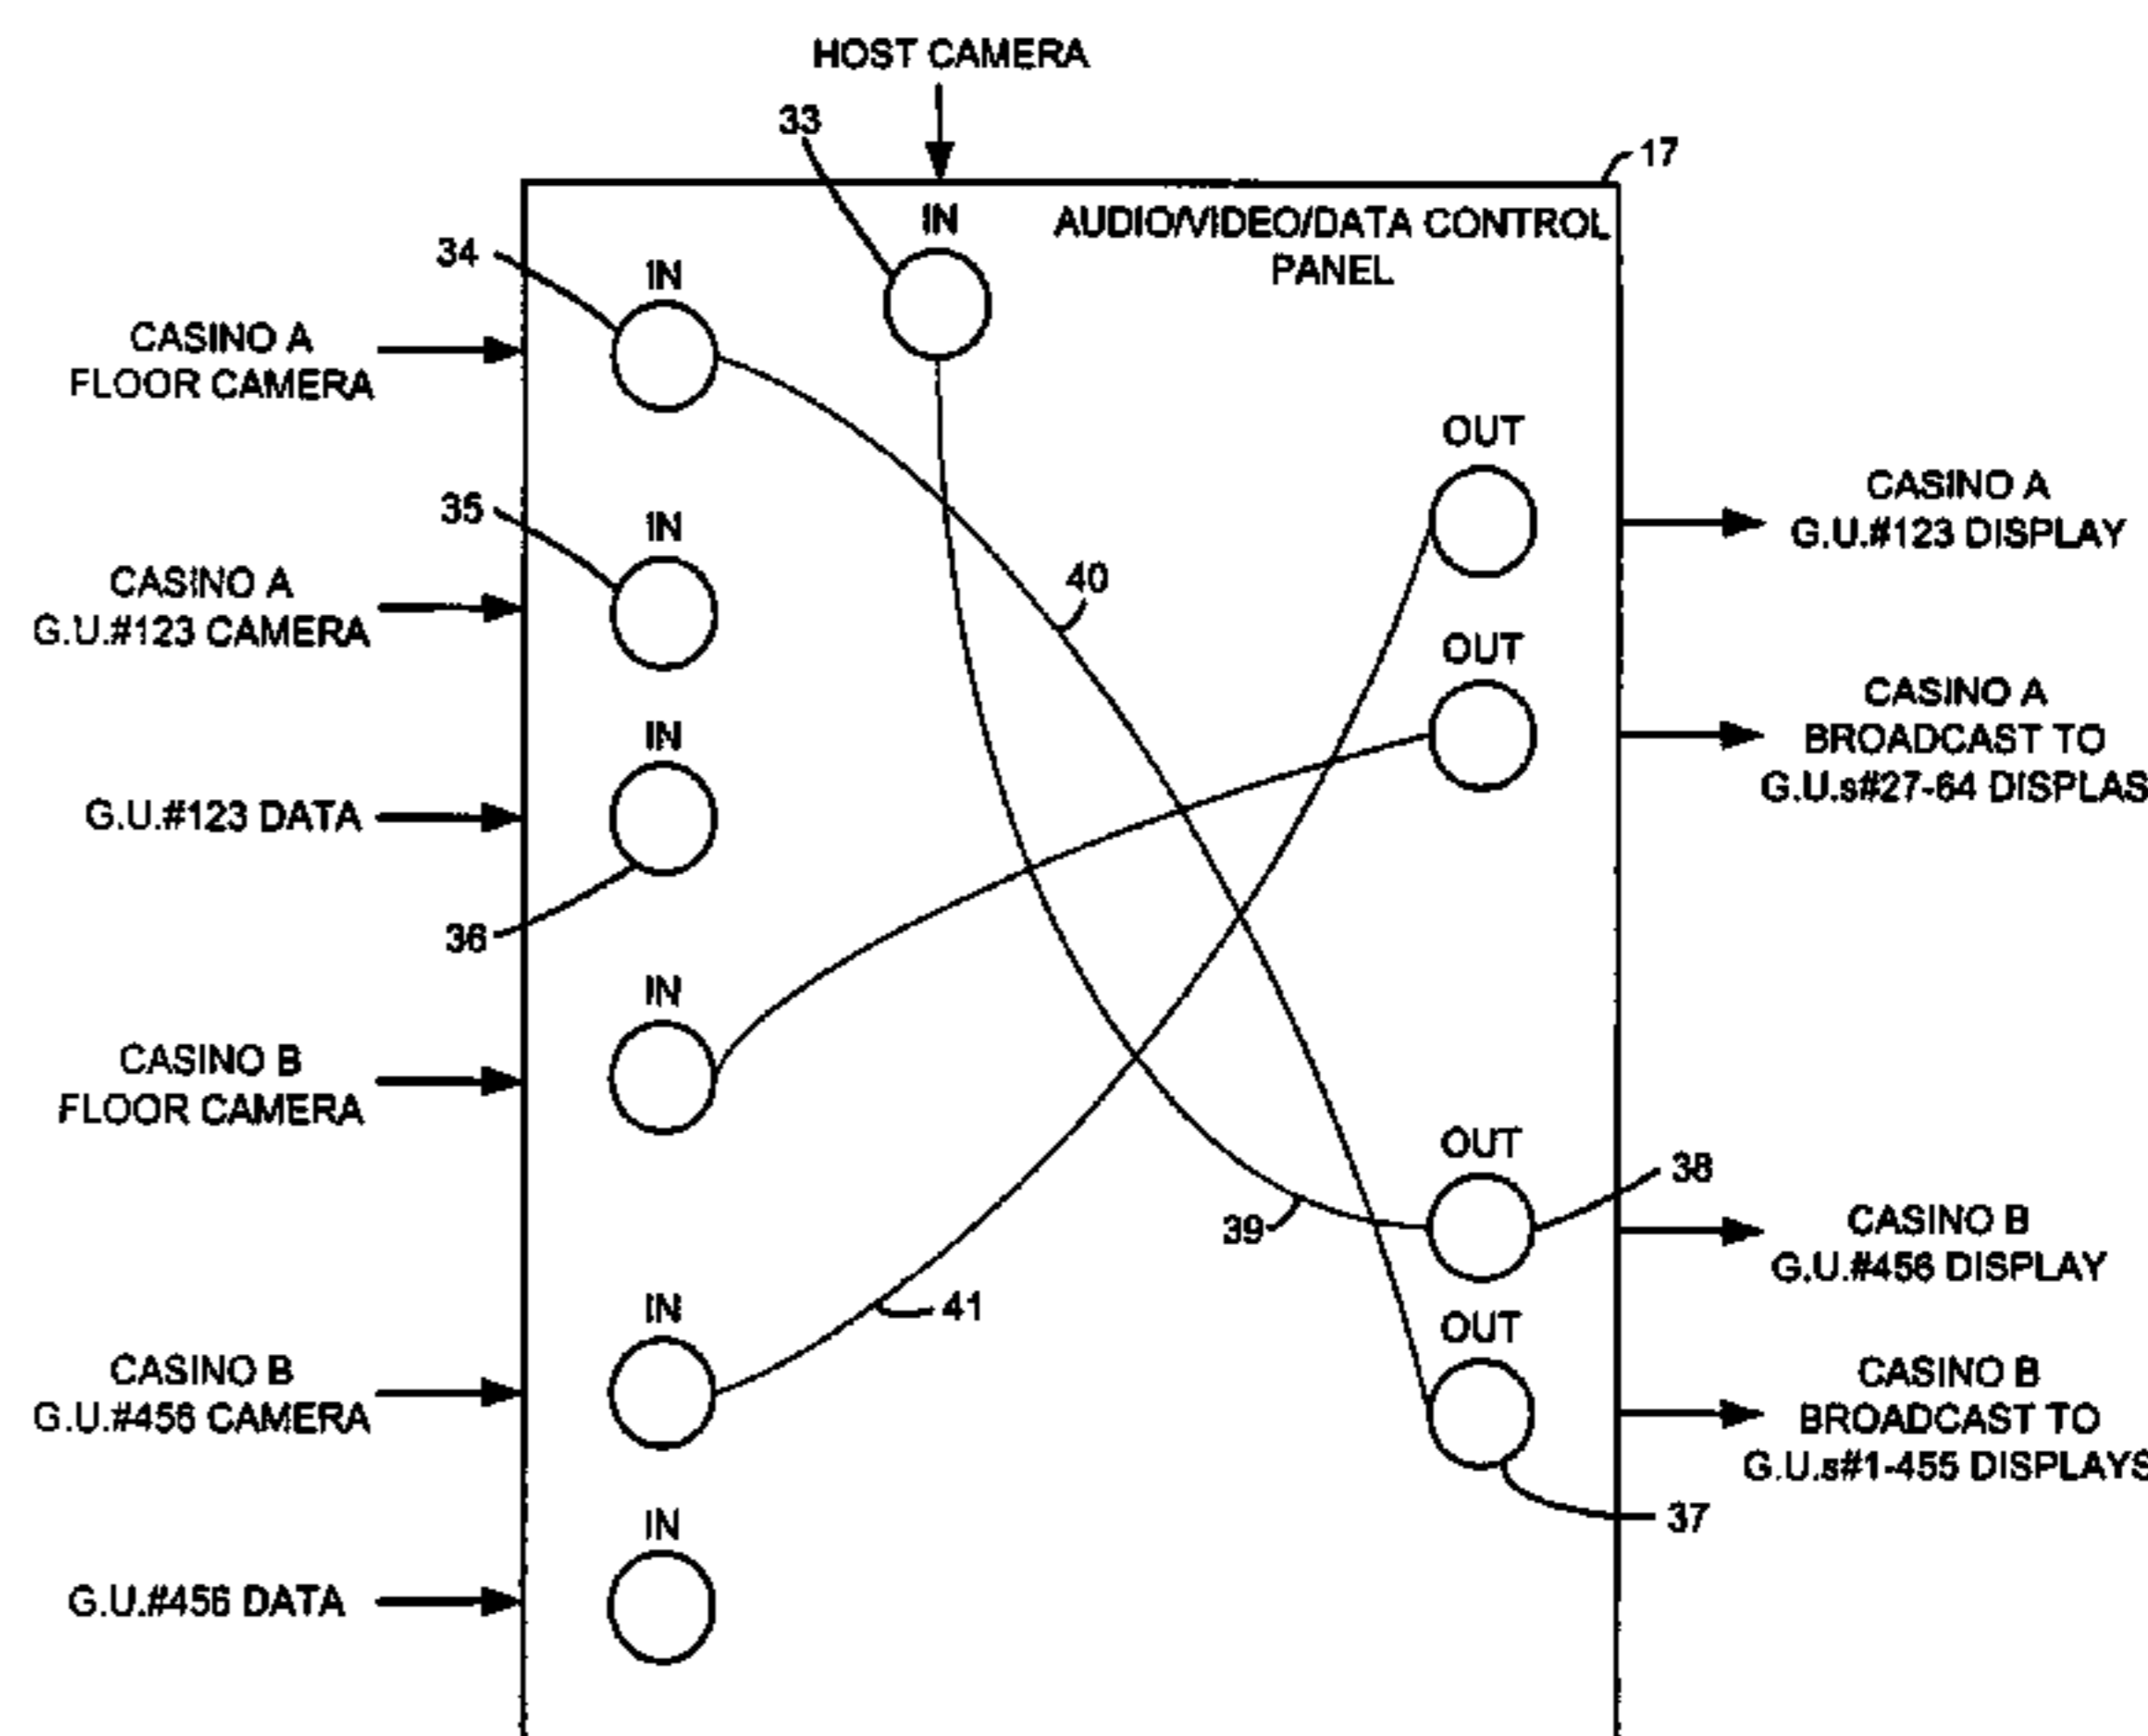 HOST CAMERA
33
17
IN
AUDIO/VIDEO/DATA CONTROL
PANEL
34
IN
CASINO A
FLOOR CAMERA
OUT
CASINO A
G.U.#123 DISPLAY
35
IN
CASINO A
G.U.#123 CAMERA
40
OUT
CASINO A
BROADCAST TO
G.U.s#27-64 DISPLAS
IN
G.U.#123 DATA
36
IN
CASINO B
FLOOR CAMERA
OUT
38
39
CASINO B
G.U.#456 DISPLAY
IN
41
OUT
CASINO B
G.U.#456 CAMERA
CASINO B
BROADCAST TO
G.U.s#1-455 DISPLAYS
37
IN
G.U.#456 DATA